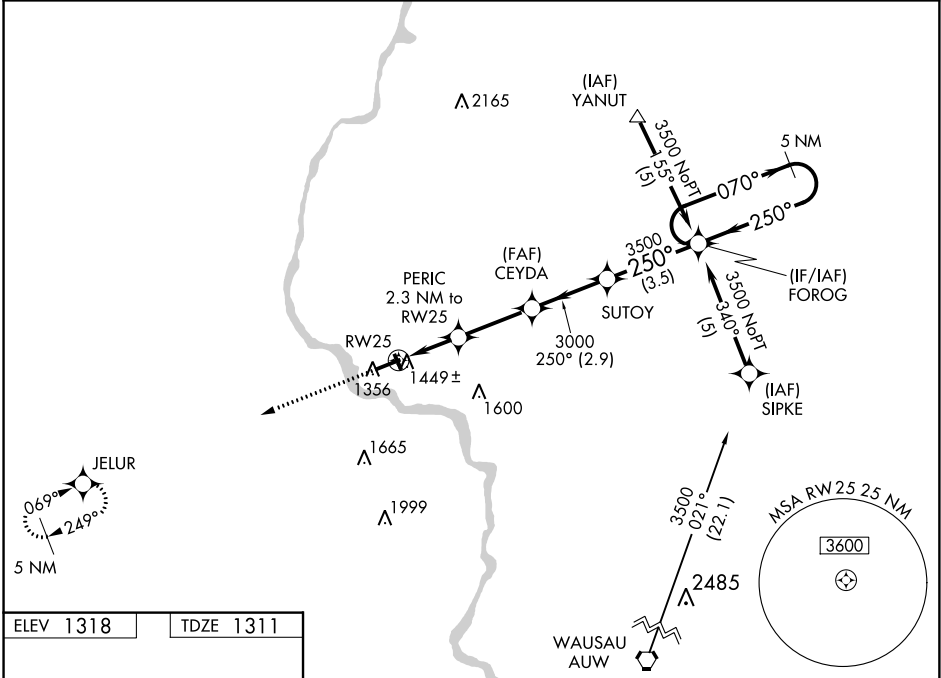 (IAF)
YANUT
2165
3500 NoPT
155°
(5)
5 NM
070°
250°
(FAF)
CEYDA
3500
250°
(3.5)
PERIC
2.3 NM to
RW25
(IF/IAF)
FOROG
SUTOY
3500 NoPT
340°
(5)
RW25
3000
250° (2.9)
1356
1449±
1600
(IAF)
SIPKE
1665
JELUR
069°
249°
5 NM
1999
3500
021°
(22.1)
MSA RW25 25 NM
3600
2485
ELEV 1318
TDZE 1311
WAUSAU
AUW